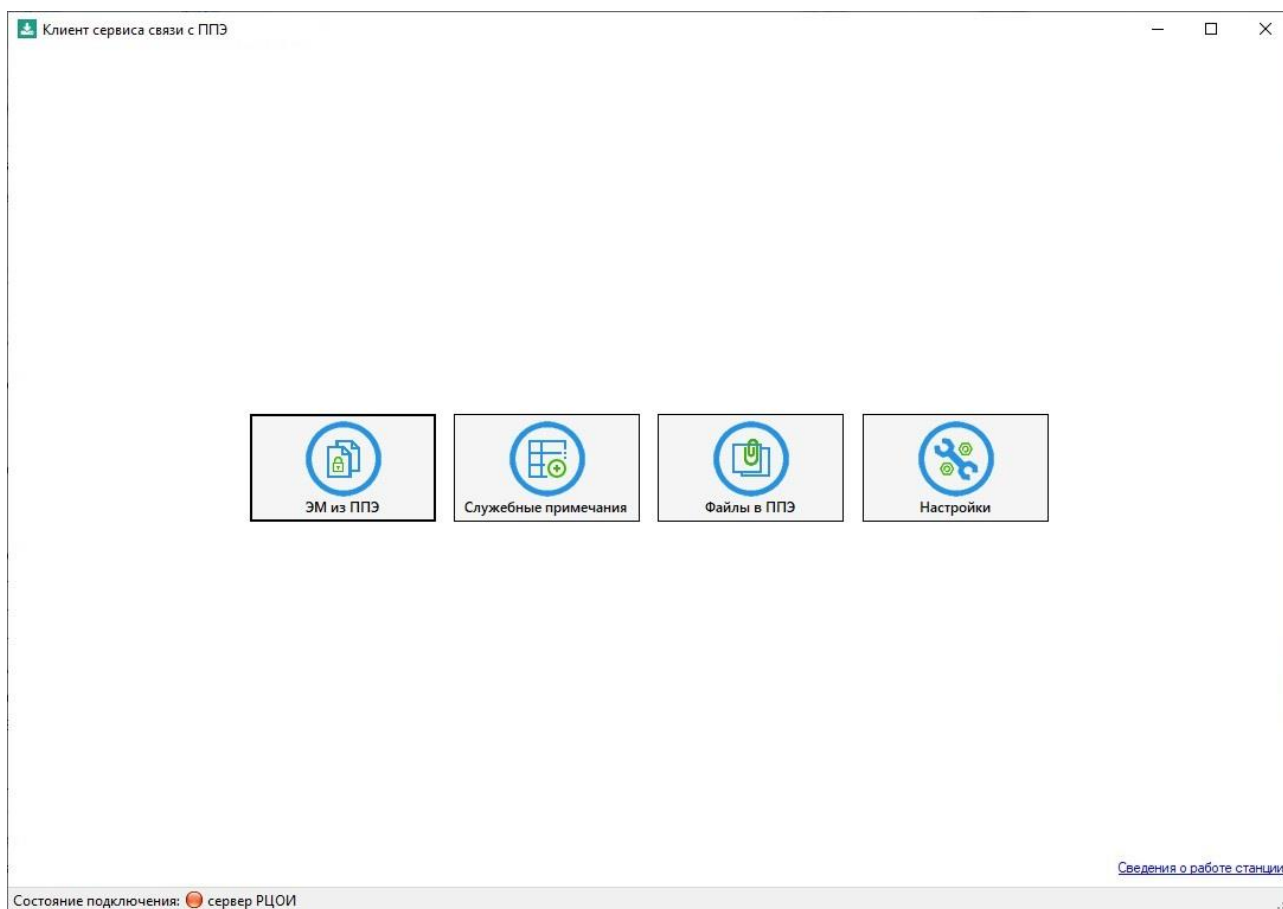 Клиент сервиса связи с ППЭ
ЭМ из ППЭ
Служебные примечания
Файлы в ППЭ
Настройки
Сведения о работе станции
Состояние подключения: сервер РЦОИ